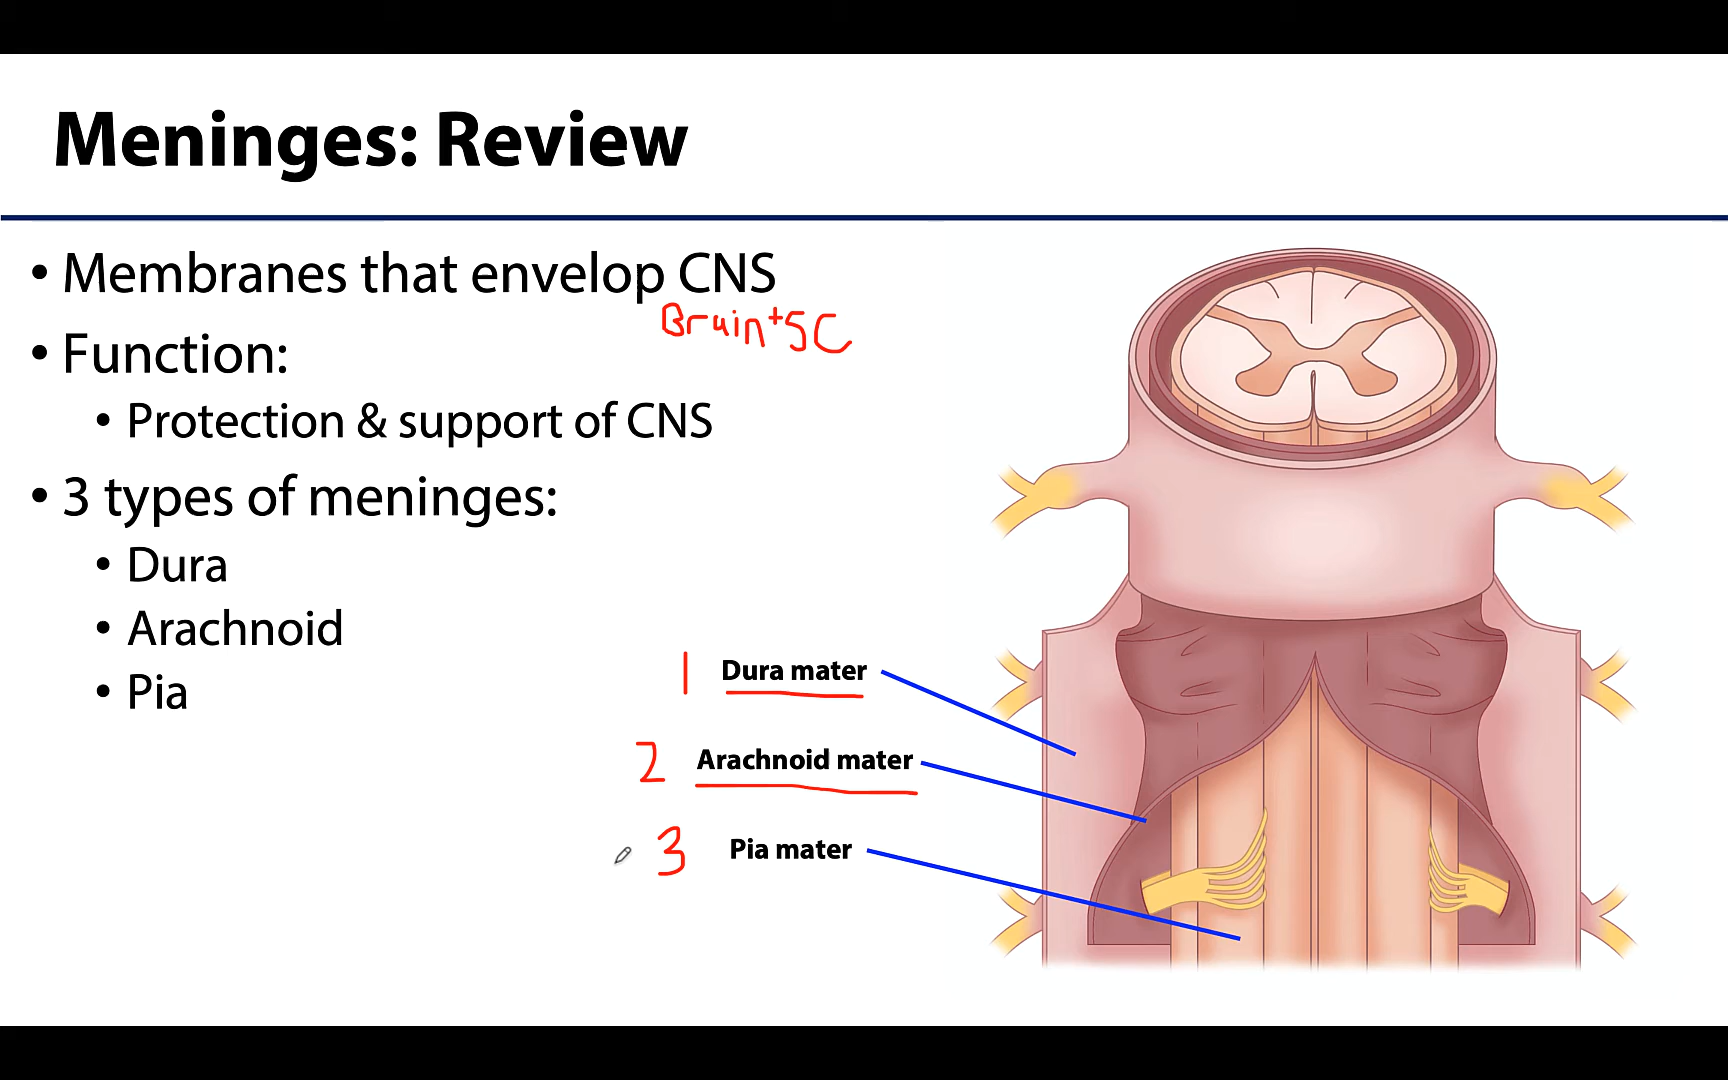 Meninges: Review
• Membranes that envelop CNS
Brain + SC
• Function:
• Protection & support of CNS
• 3 types of meninges:
• Dura
• Arachnoid
• Pia
1 Dura mater
2 Arachnoid mater
3 Pia mater